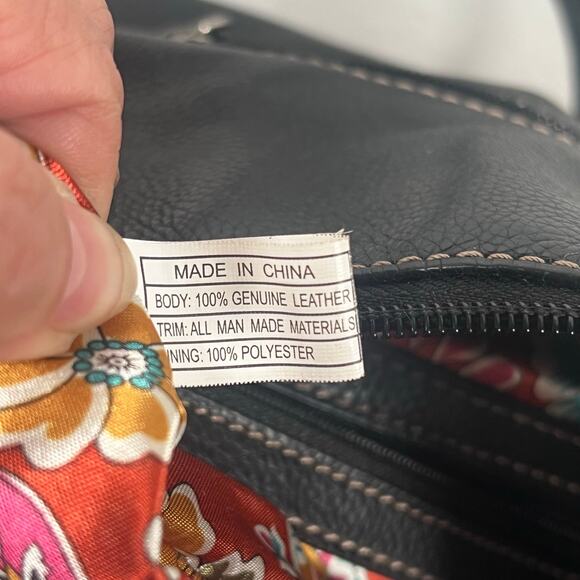 MADE IN CHINA
BODY: 100% GENUINE LEATHER
TRIM: ALL MAN MADE MATERIALS
INING: 100% POLYESTER